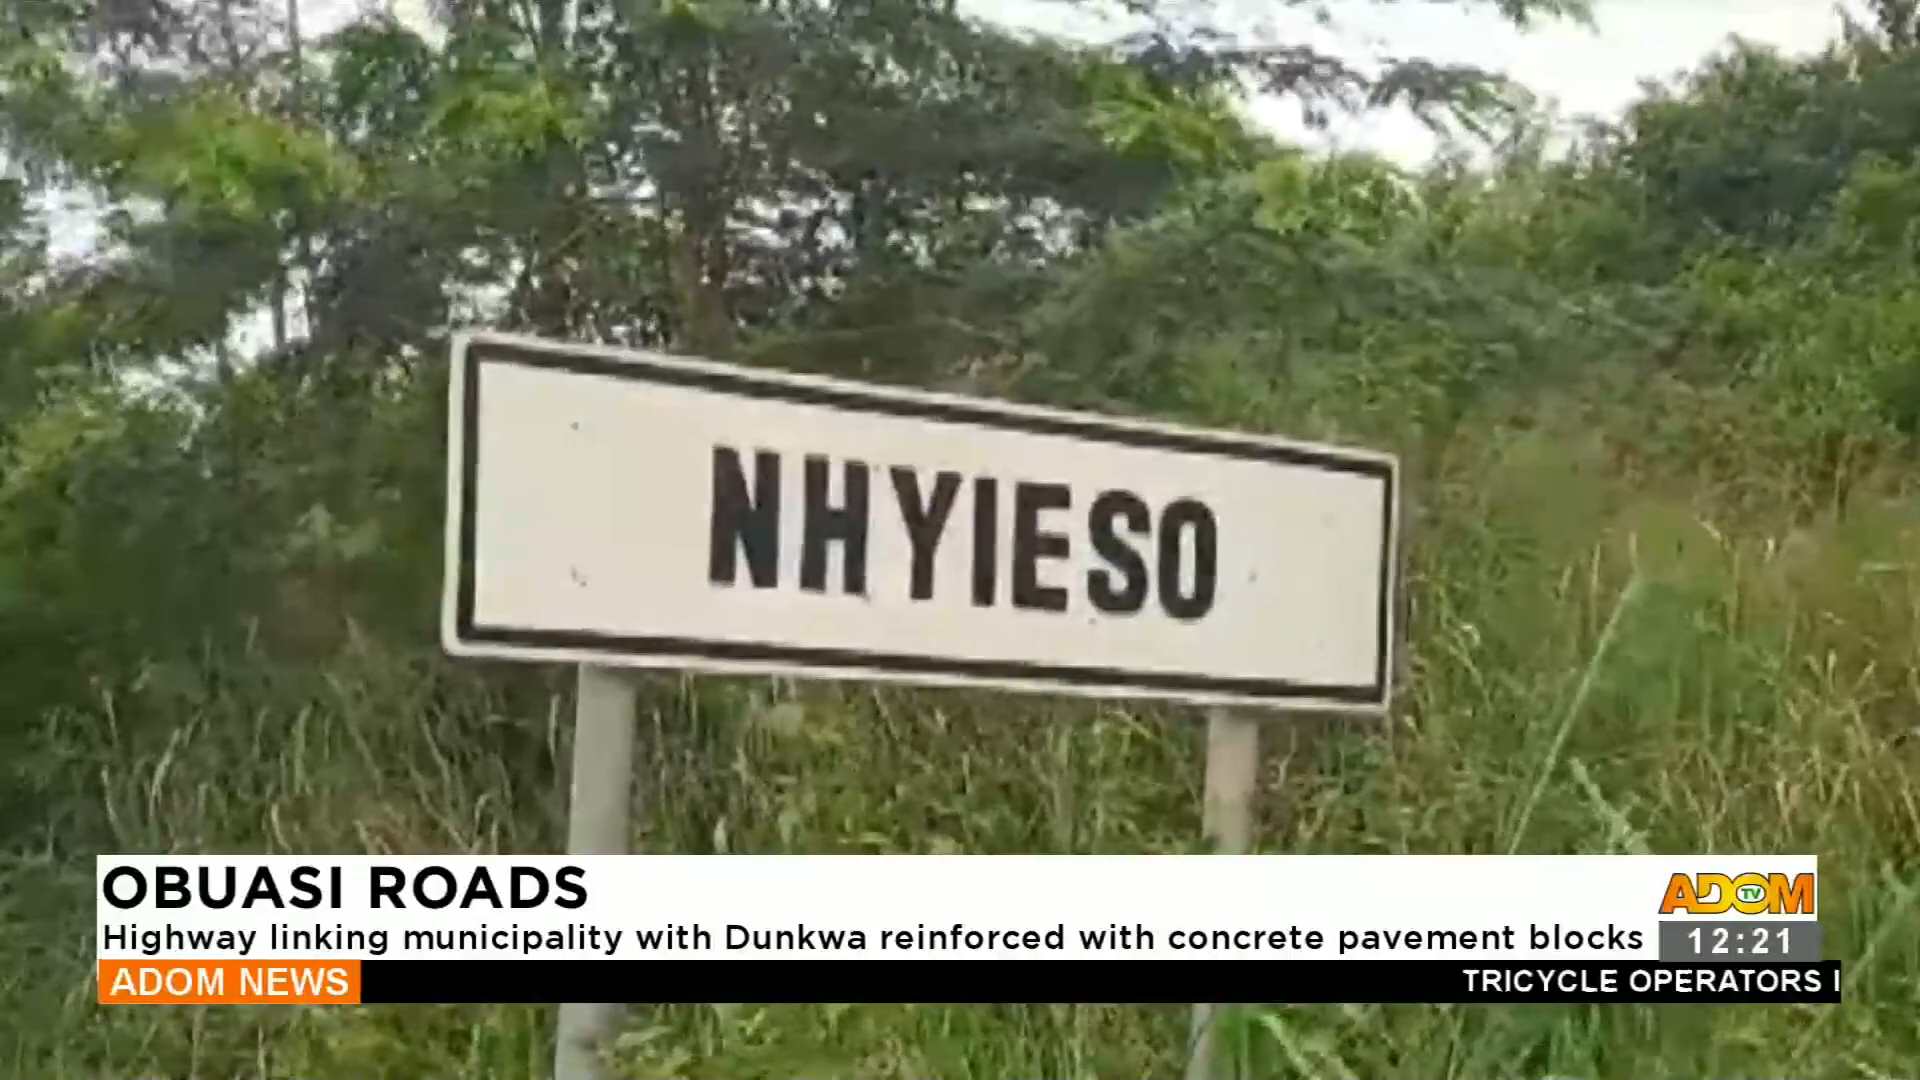 NHYIESO
OBUASI ROADS
Highway linking municipality with Dunkwa reinforced with concrete pavement blocks
ADOM TV
12:21
ADOM NEWS
TRICYCLE OPERATORS I